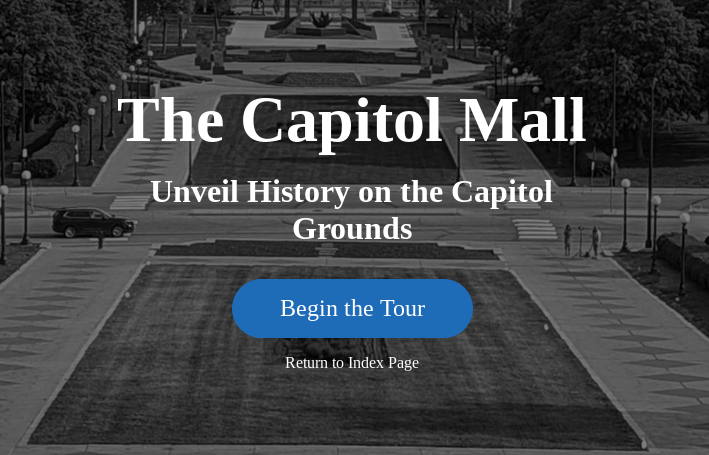 The Capitol Mall
Unveil History on the Capitol
Grounds
Begin the Tour
Return to Index Page